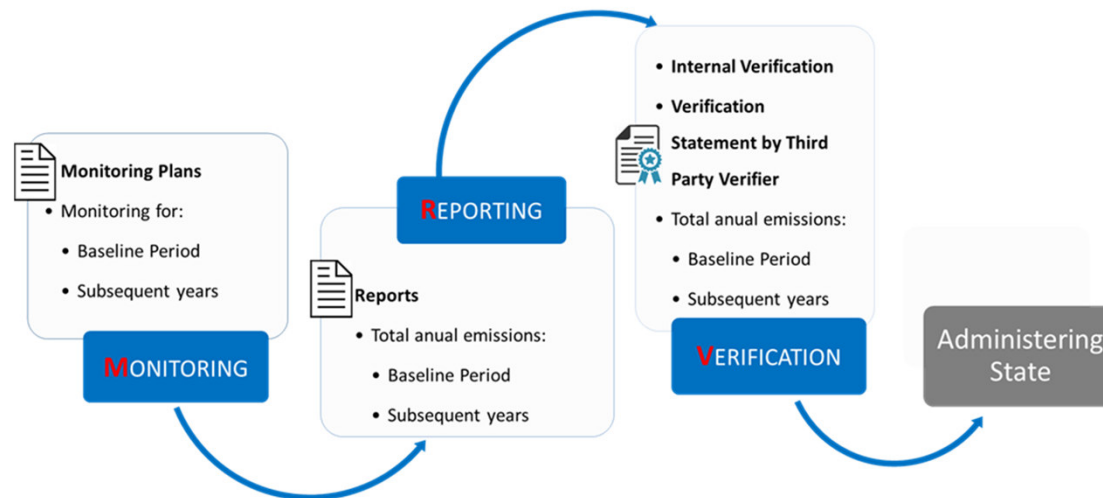 Monitoring Plans
• Monitoring for:
• Baseline Period
• Subsequent years
MONITORING
REPORTING
Reports
• Total anual emissions:
• Baseline Period
• Subsequent years
• Internal Verification
• Verification
Statement by Third
Party Verifier
• Total anual emissions:
• Baseline Period
• Subsequent years
VERIFICATION
Administering
State